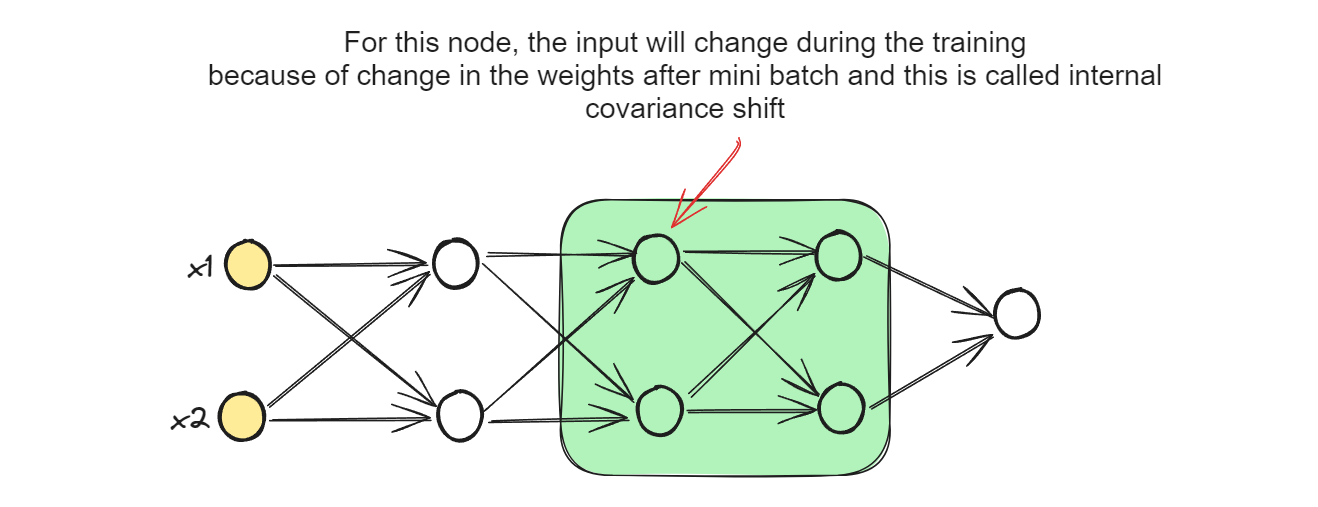 For this node, the input will change during the training
because of change in the weights after mini batch and this is called internal
covariance shift
x1
x2